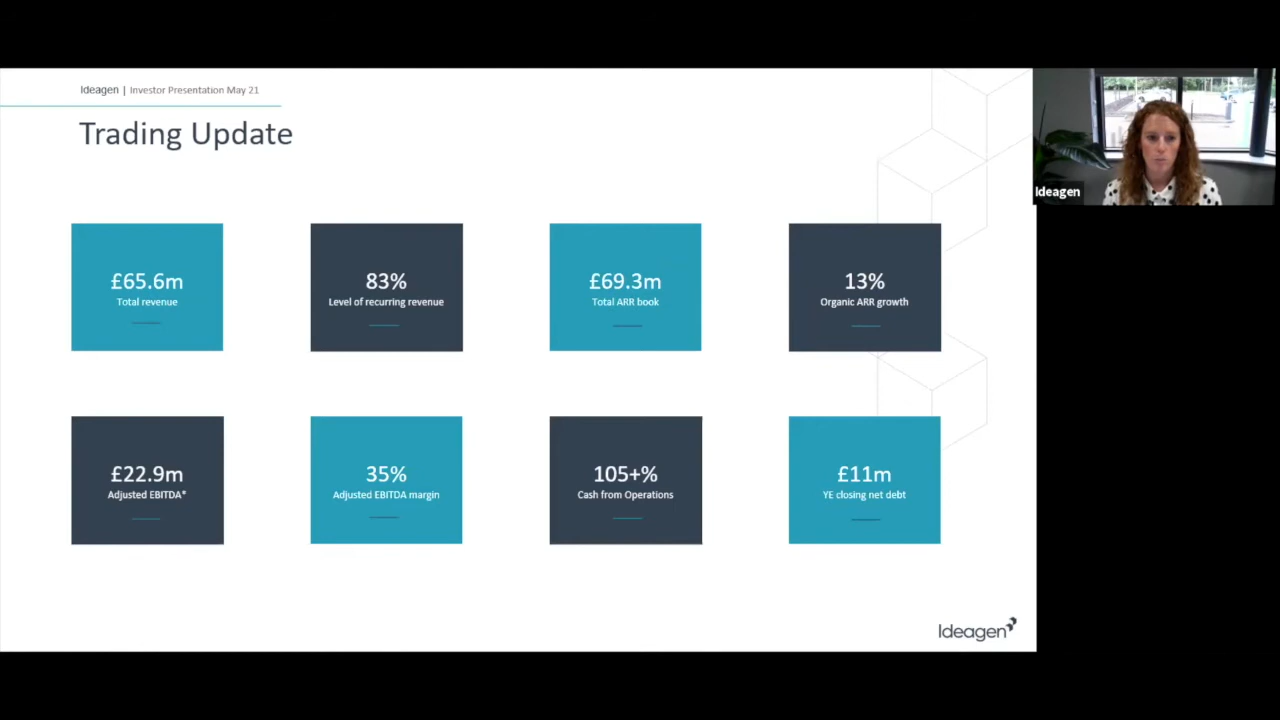 Ideagen | Investor Presentation May 21
Trading Update
Ideagen
£65.6m
Total revenue
83%
Level of recurring revenue
£69.3m
Total ARR book
13%
Organic ARR growth
£22.9m
Adjusted EBITDA*
35%
Adjusted EBITDA margin
105+%
Cash from Operations
£11m
YE closing net debt
Ideagen